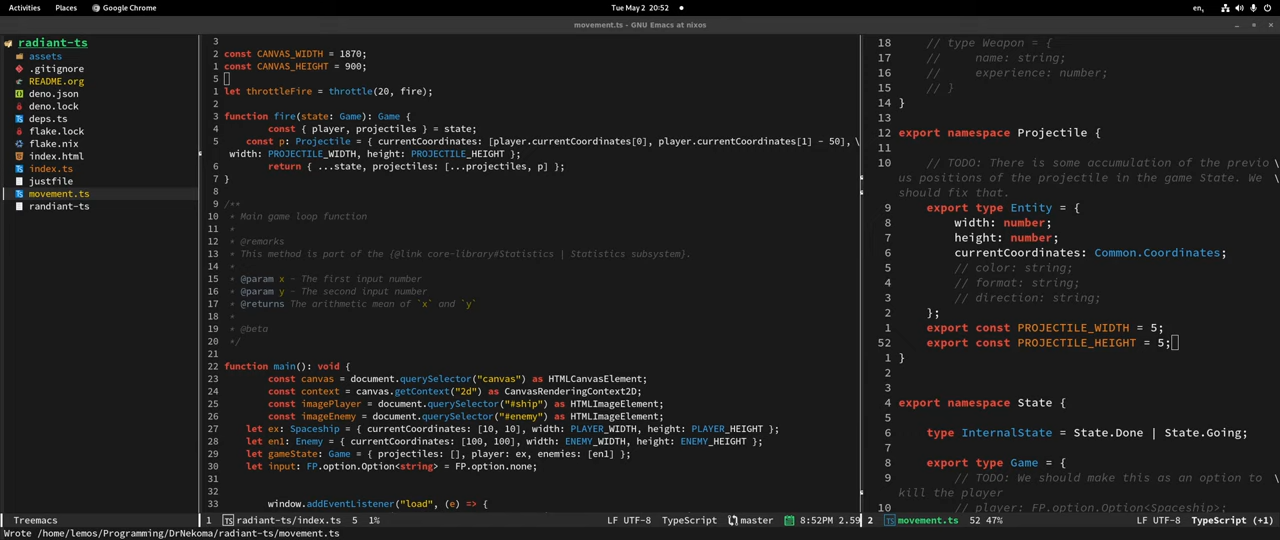 Activities Places Google Chrome Tue May 2 20:52 en
movement.ts - GNU Emacs at nixos
radiant-ts
assets
.gitignore
README.org
deno.json
deno.lock
deps.ts
flake.lock
flake.nix
index.html
index.ts
justfile
movement.ts
randiant-ts
Treemacs
3
2 const CANVAS_WIDTH = 1870;
1 const CANVAS_HEIGHT = 900;
5
1 let throttleFire = throttle(20, fire);
2
3 function fire(state: Game): Game {
4 const { player, projectiles } = state;
5 const p: Projectile = { currentCoordinates: [player.currentCoordinates[0], player.currentCoordinates[1] - 50], \
width: PROJECTILE_WIDTH, height: PROJECTILE_HEIGHT };
6 return { ...state, projectiles: [...projectiles, p] };
7 }
8
9 /**
10 * Main game loop function
11 *
12 * @remarks
13 * This method is part of the {@link core-library#Statistics | Statistics subsystem}.
14 *
15 * @param x - The first input number
16 * @param y - The second input number
17 * @returns The arithmetic mean of `x` and `y`
18 *
19 * @beta
20 */
21
22 function main(): void {
23 const canvas = document.querySelector("canvas") as HTMLCanvasElement;
24 const context = canvas.getContext("2d") as CanvasRenderingContext2D;
25 const imagePlayer = document.querySelector("#ship") as HTMLImageElement;
26 const imageEnemy = document.querySelector("#enemy") as HTMLImageElement;
27 let ex: Spaceship = { currentCoordinates: [10, 10], width: PLAYER_WIDTH, height: PLAYER_HEIGHT };
28 let en1: Enemy = { currentCoordinates: [100, 100], width: ENEMY_WIDTH, height: ENEMY_HEIGHT };
29 let gameState: Game = { projectiles: [], player: ex, enemies: [en1] };
30 let input: FP.option.Option<string> = FP.option.none;
31
32
33 window.addEventListener("load", (e) => {
1 TS radiant-ts/index.ts 5 1% LF UTF-8 TypeScript master 8:52PM 2.59
18 // type Weapon = {
17 // name: string;
16 // experience: number;
15 // }
14 }
13
12 export namespace Projectile {
11
10 // TODO: There is some accumulation of the previo\
us positions of the projectile in the game State. We \
should fix that.
9 export type Entity = {
8 width: number;
7 height: number;
6 currentCoordinates: Common.Coordinates;
5 // color: string;
4 // format: string;
3 // direction: string;
2 };
1 export const PROJECTILE_WIDTH = 5;
52 export const PROJECTILE_HEIGHT = 5;
1 }
2
3
4 export namespace State {
5
6 type InternalState = State.Done | State.Going;
7
8 export type Game = {
9 // TODO: We should make this as an option to \
kill the player
10 // player: FP.option.Option<Spaceship>;
2 TS movement.ts 52 47% LF UTF-8 TypeScript (+1)
Wrote /home/lemos/Programming/DrNekoma/radiant-ts/movement.ts